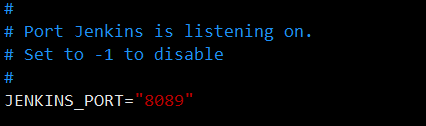 #
# Port Jenkins is listening on.
# Set to -1 to disable
#
JENKINS_PORT="8089"